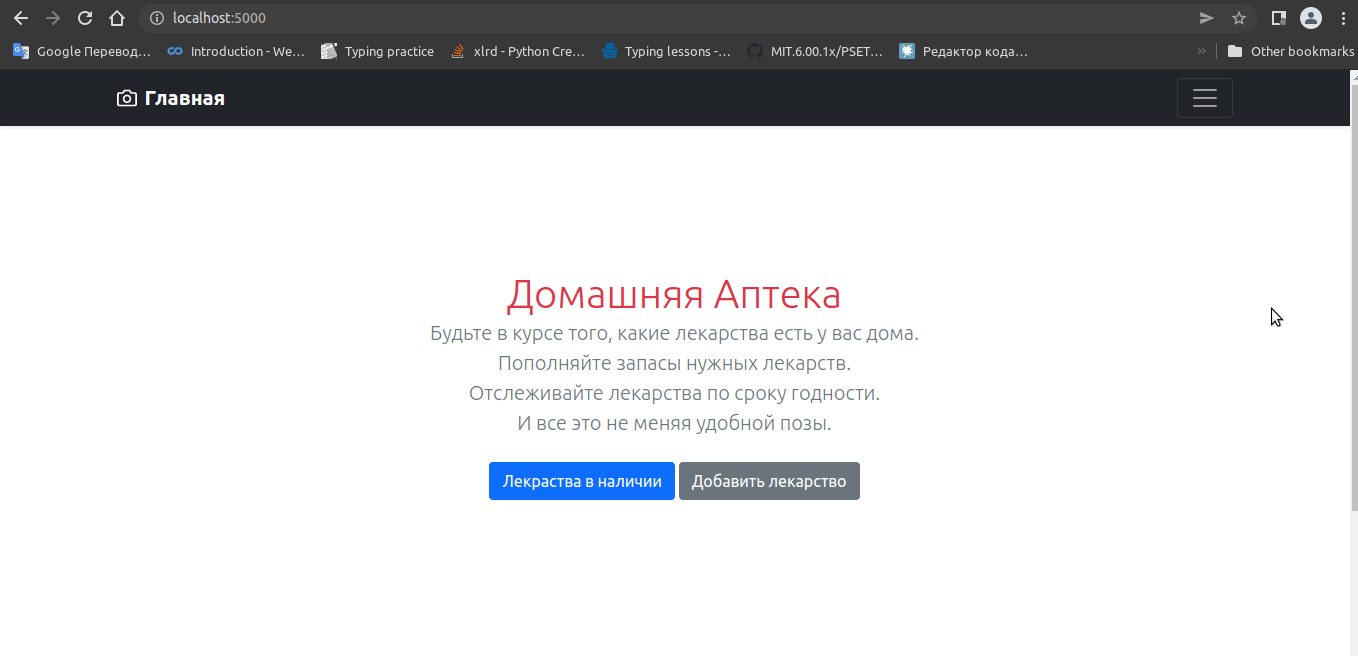 localhost:5000
Google Перевод... Introduction - We... Typing practice xlrd - Python Cre... Typing lessons -... MIT.6.00.1x/PSET... Редактор кода... » Other bookmarks
Главная
Домашняя Аптека
Будьте в курсе того, какие лекарства есть у вас дома.
Пополняйте запасы нужных лекарств.
Отслеживайте лекарства по сроку годности.
И все это не меняя удобной позы.
Лекраства в наличии Добавить лекарство